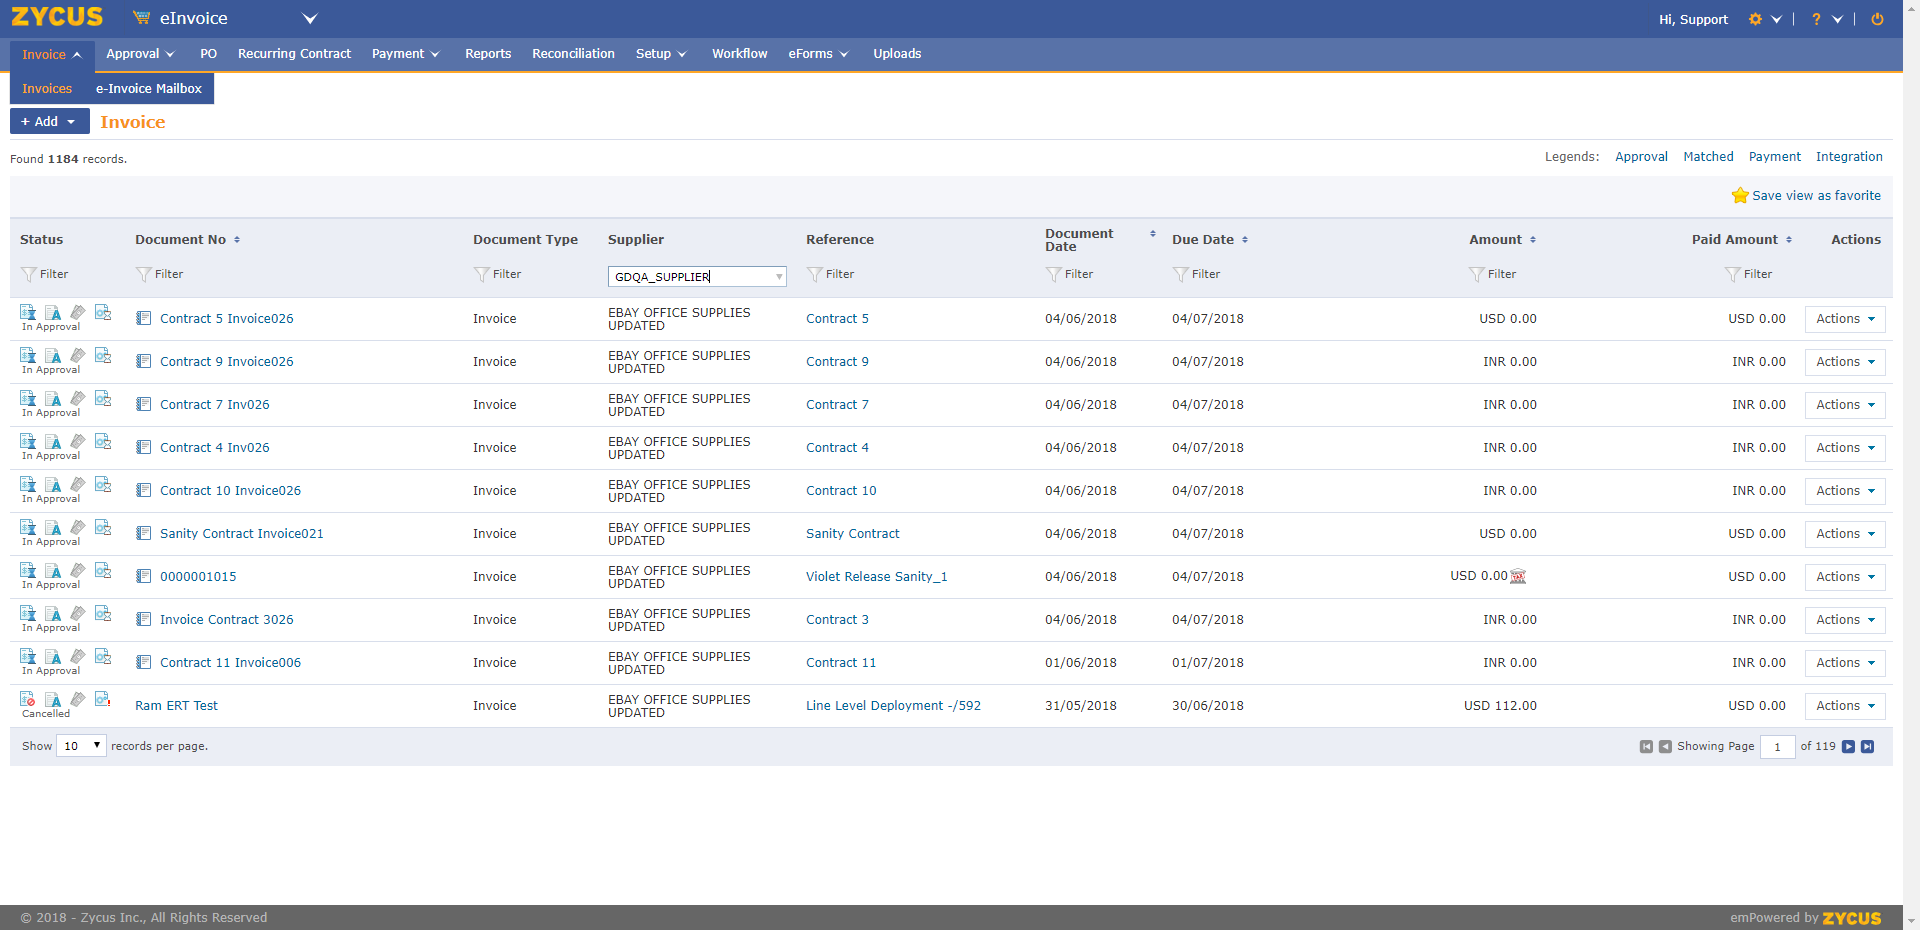 ZYCUS eInvoice Hi, Support ?
Invoice Approval PO Recurring Contract Payment Reports Reconciliation Setup Workflow eForms Uploads
Invoices e-Invoice Mailbox
+ Add Invoice
Found 1184 records. Legends: Approval Matched Payment Integration
Save view as favorite
Status Document No Document Type Supplier Reference Document Date Due Date Amount Paid Amount Actions
Filter Filter Filter GDQA_SUPPLIER Filter Filter Filter Filter Filter
In Approval Contract 5 Invoice026 Invoice EBAY OFFICE SUPPLIES UPDATED Contract 5 04/06/2018 04/07/2018 USD 0.00 USD 0.00 Actions
In Approval Contract 9 Invoice026 Invoice EBAY OFFICE SUPPLIES UPDATED Contract 9 04/06/2018 04/07/2018 INR 0.00 INR 0.00 Actions
In Approval Contract 7 Inv026 Invoice EBAY OFFICE SUPPLIES UPDATED Contract 7 04/06/2018 04/07/2018 INR 0.00 INR 0.00 Actions
In Approval Contract 4 Inv026 Invoice EBAY OFFICE SUPPLIES UPDATED Contract 4 04/06/2018 04/07/2018 INR 0.00 INR 0.00 Actions
In Approval Contract 10 Invoice026 Invoice EBAY OFFICE SUPPLIES UPDATED Contract 10 04/06/2018 04/07/2018 INR 0.00 INR 0.00 Actions
In Approval Sanity Contract Invoice021 Invoice EBAY OFFICE SUPPLIES UPDATED Sanity Contract 04/06/2018 04/07/2018 USD 0.00 USD 0.00 Actions
In Approval 0000001015 Invoice EBAY OFFICE SUPPLIES UPDATED Violet Release Sanity_1 04/06/2018 04/07/2018 USD 0.00 USD 0.00 Actions
In Approval Invoice Contract 3026 Invoice EBAY OFFICE SUPPLIES UPDATED Contract 3 04/06/2018 04/07/2018 INR 0.00 INR 0.00 Actions
In Approval Contract 11 Invoice006 Invoice EBAY OFFICE SUPPLIES UPDATED Contract 11 01/06/2018 01/07/2018 INR 0.00 INR 0.00 Actions
Cancelled Ram ERT Test Invoice EBAY OFFICE SUPPLIES UPDATED Line Level Deployment -/592 31/05/2018 30/06/2018 USD 112.00 USD 0.00 Actions
Show 10 records per page. Showing Page 1 of 119
© 2018 - Zycus Inc., All Rights Reserved emPowered by ZYCUS